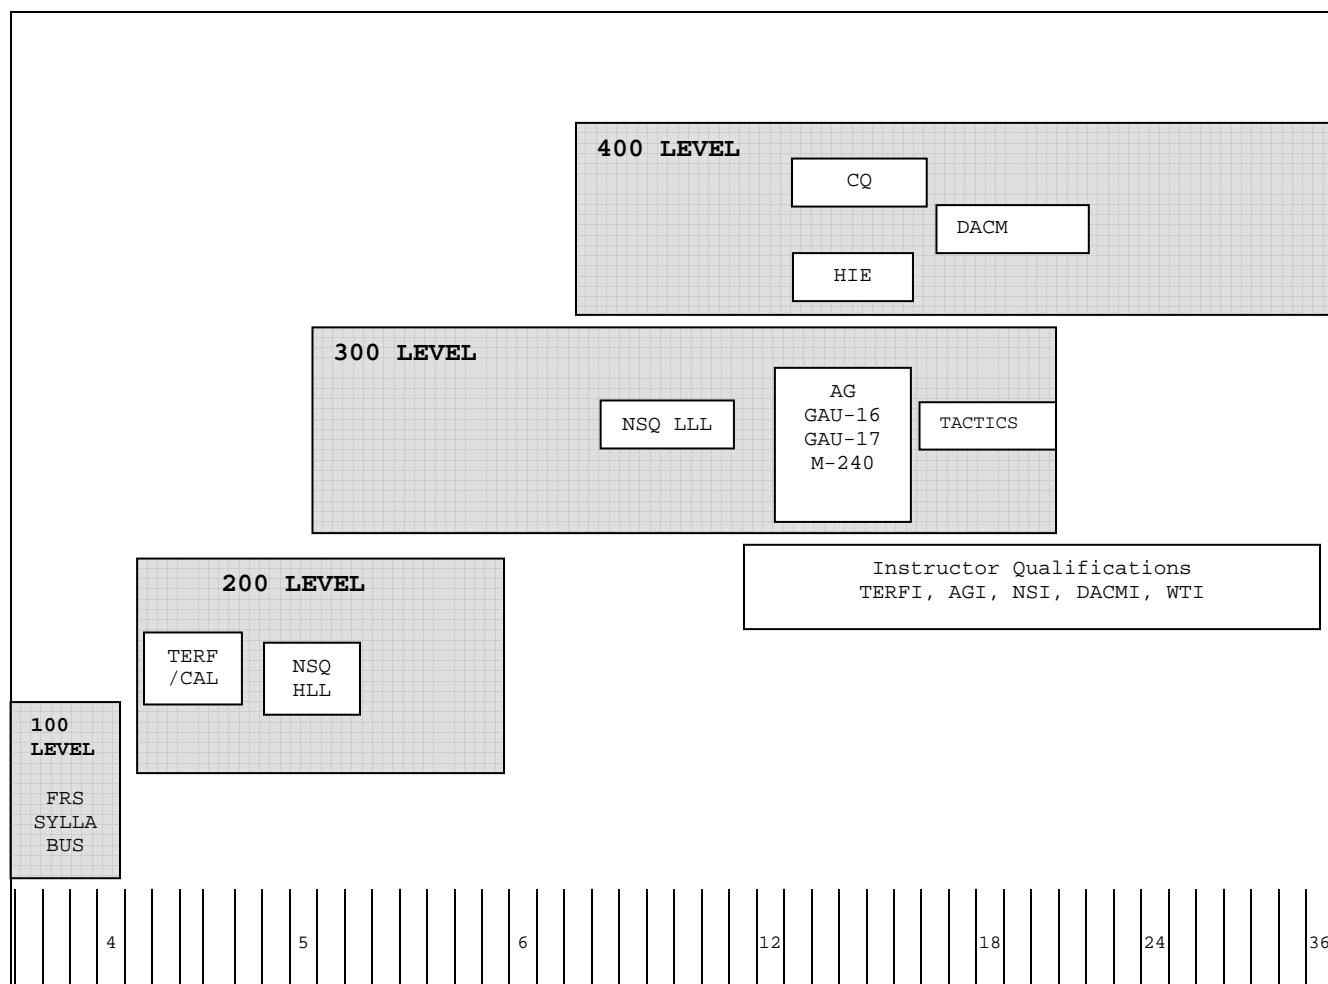 400 LEVEL
CQ
DACM
HIE
300 LEVEL
NSQ LLL
AG
GAU-16
GAU-17
M-240
TACTICS
Instructor Qualifications
TERFI, AGI, NSI, DACMI, WTI
200 LEVEL
TERF
/CAL
NSQ
HLL
100
LEVEL
FRS
SYLLA
BUS
4 5 6 12 18 24 36